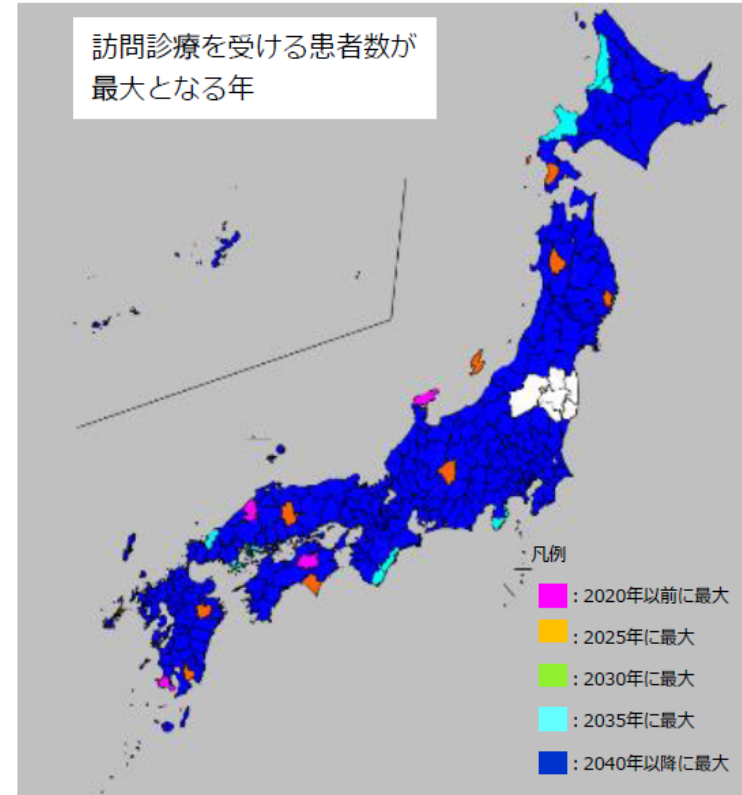 訪問診療を受ける患者数が
最大となる年
凡例
：2020年以前に最大
：2025年に最大
：2030年に最大
：2035年に最大
：2040年以降に最大